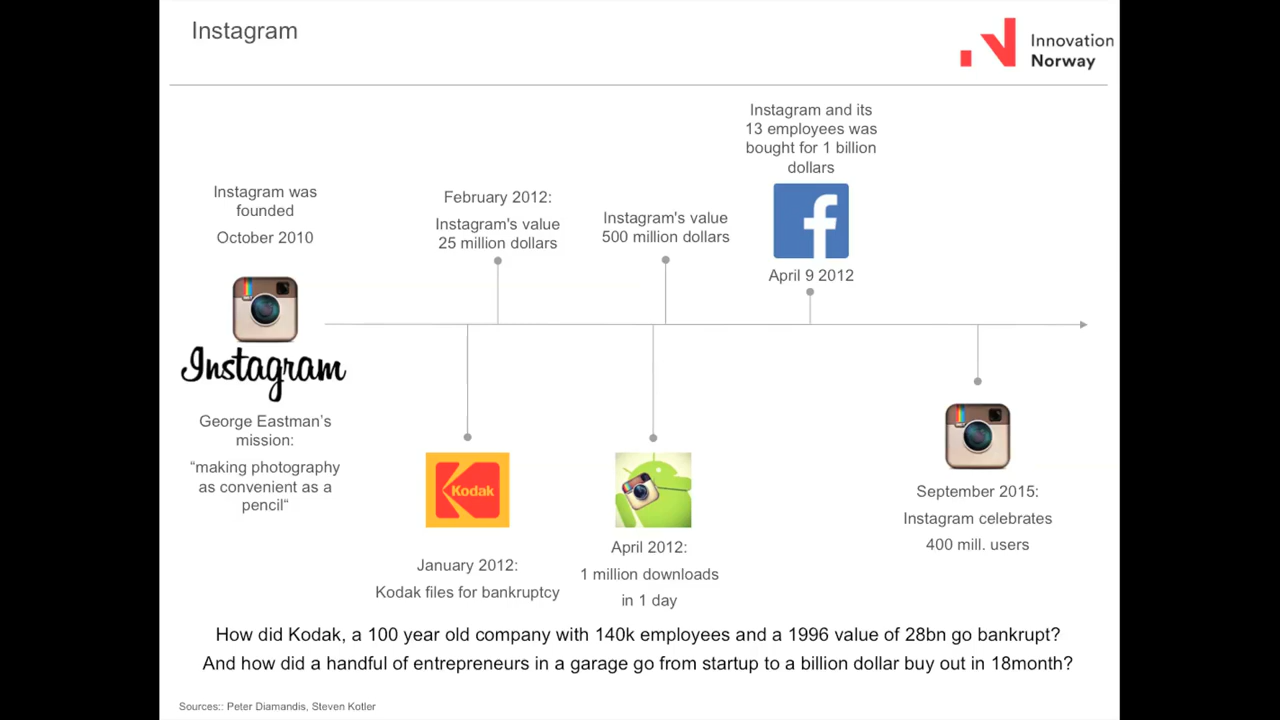 Instagram
Innovation
Norway
Instagram and its
13 employees was
bought for 1 billion
dollars
Instagram was
founded
October 2010
February 2012:
Instagram's value
25 million dollars
Instagram's value
500 million dollars
f
April 9 2012
Instagram
George Eastman’s
mission:
“making photography
as convenient as a
pencil“
Kodak
January 2012:
Kodak files for bankruptcy
April 2012:
1 million downloads
in 1 day
September 2015:
Instagram celebrates
400 mill. users
How did Kodak, a 100 year old company with 140k employees and a 1996 value of 28bn go bankrupt?
And how did a handful of entrepreneurs in a garage go from startup to a billion dollar buy out in 18month?
Sources:: Peter Diamandis, Steven Kotler